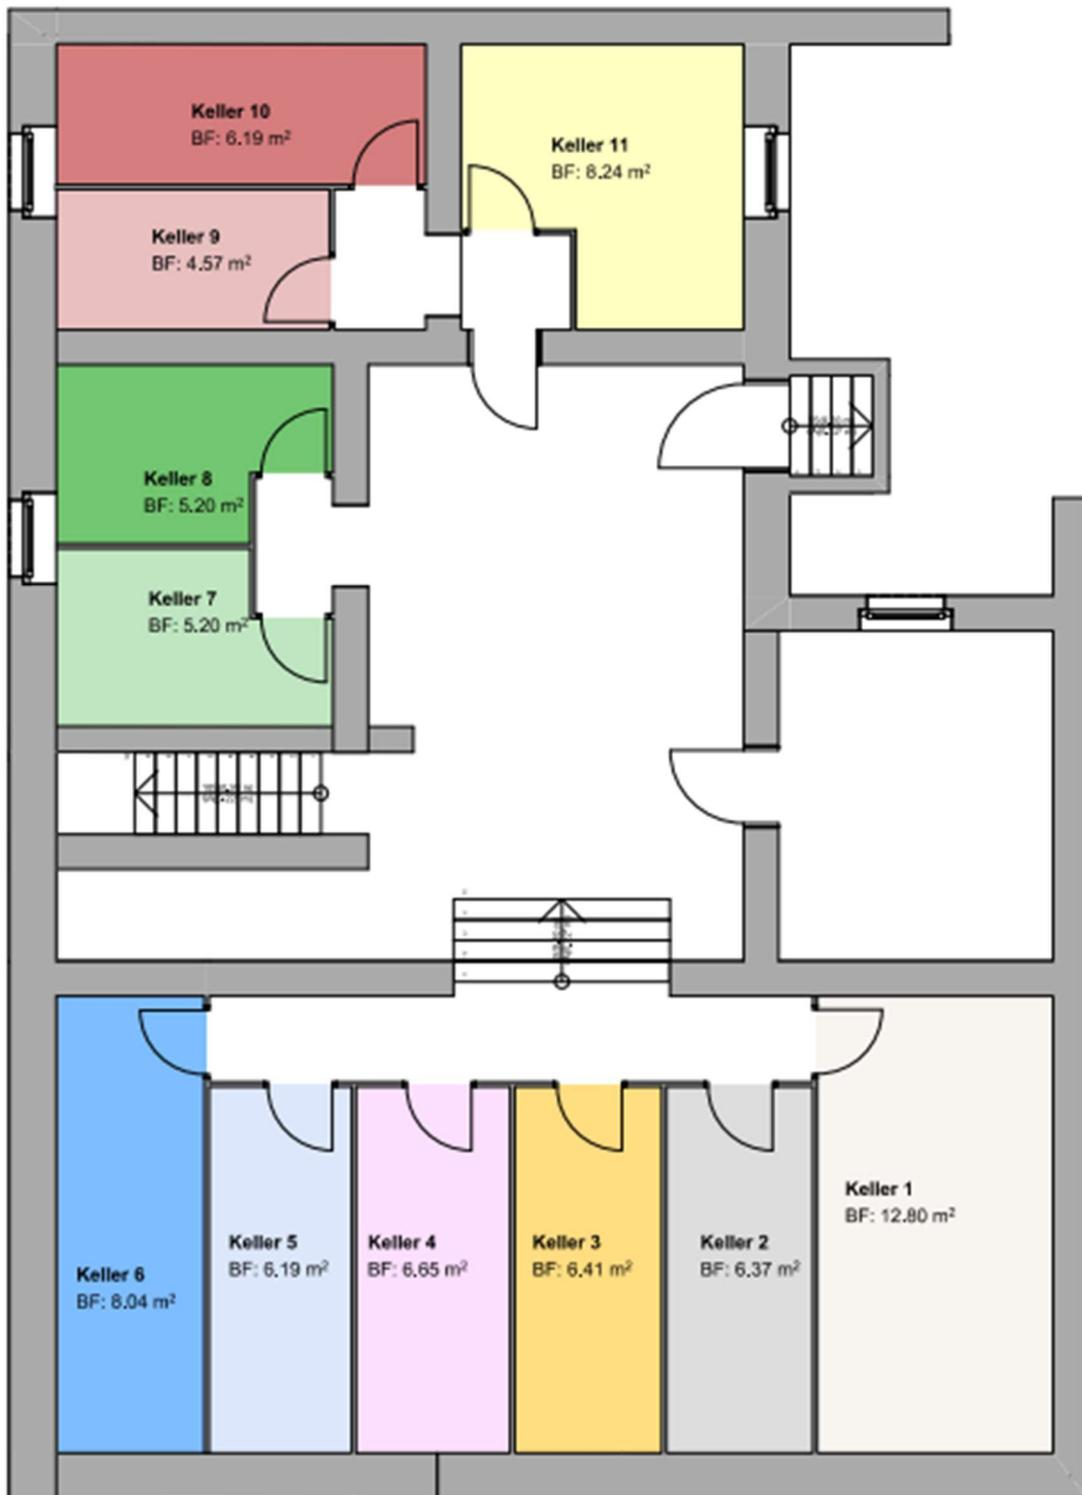 Keller 10
BF: 6.19 m²
Keller 11
BF: 8.24 m²
Keller 9
BF: 4.57 m²
Keller 8
BF: 5.20 m²
Keller 7
BF: 5.20 m²
Keller 1
BF: 12.80 m²
Keller 5
BF: 6.19 m²
Keller 4
BF: 6.65 m²
Keller 3
BF: 6.41 m²
Keller 2
BF: 6.37 m²
Keller 6
BF: 8.04 m²